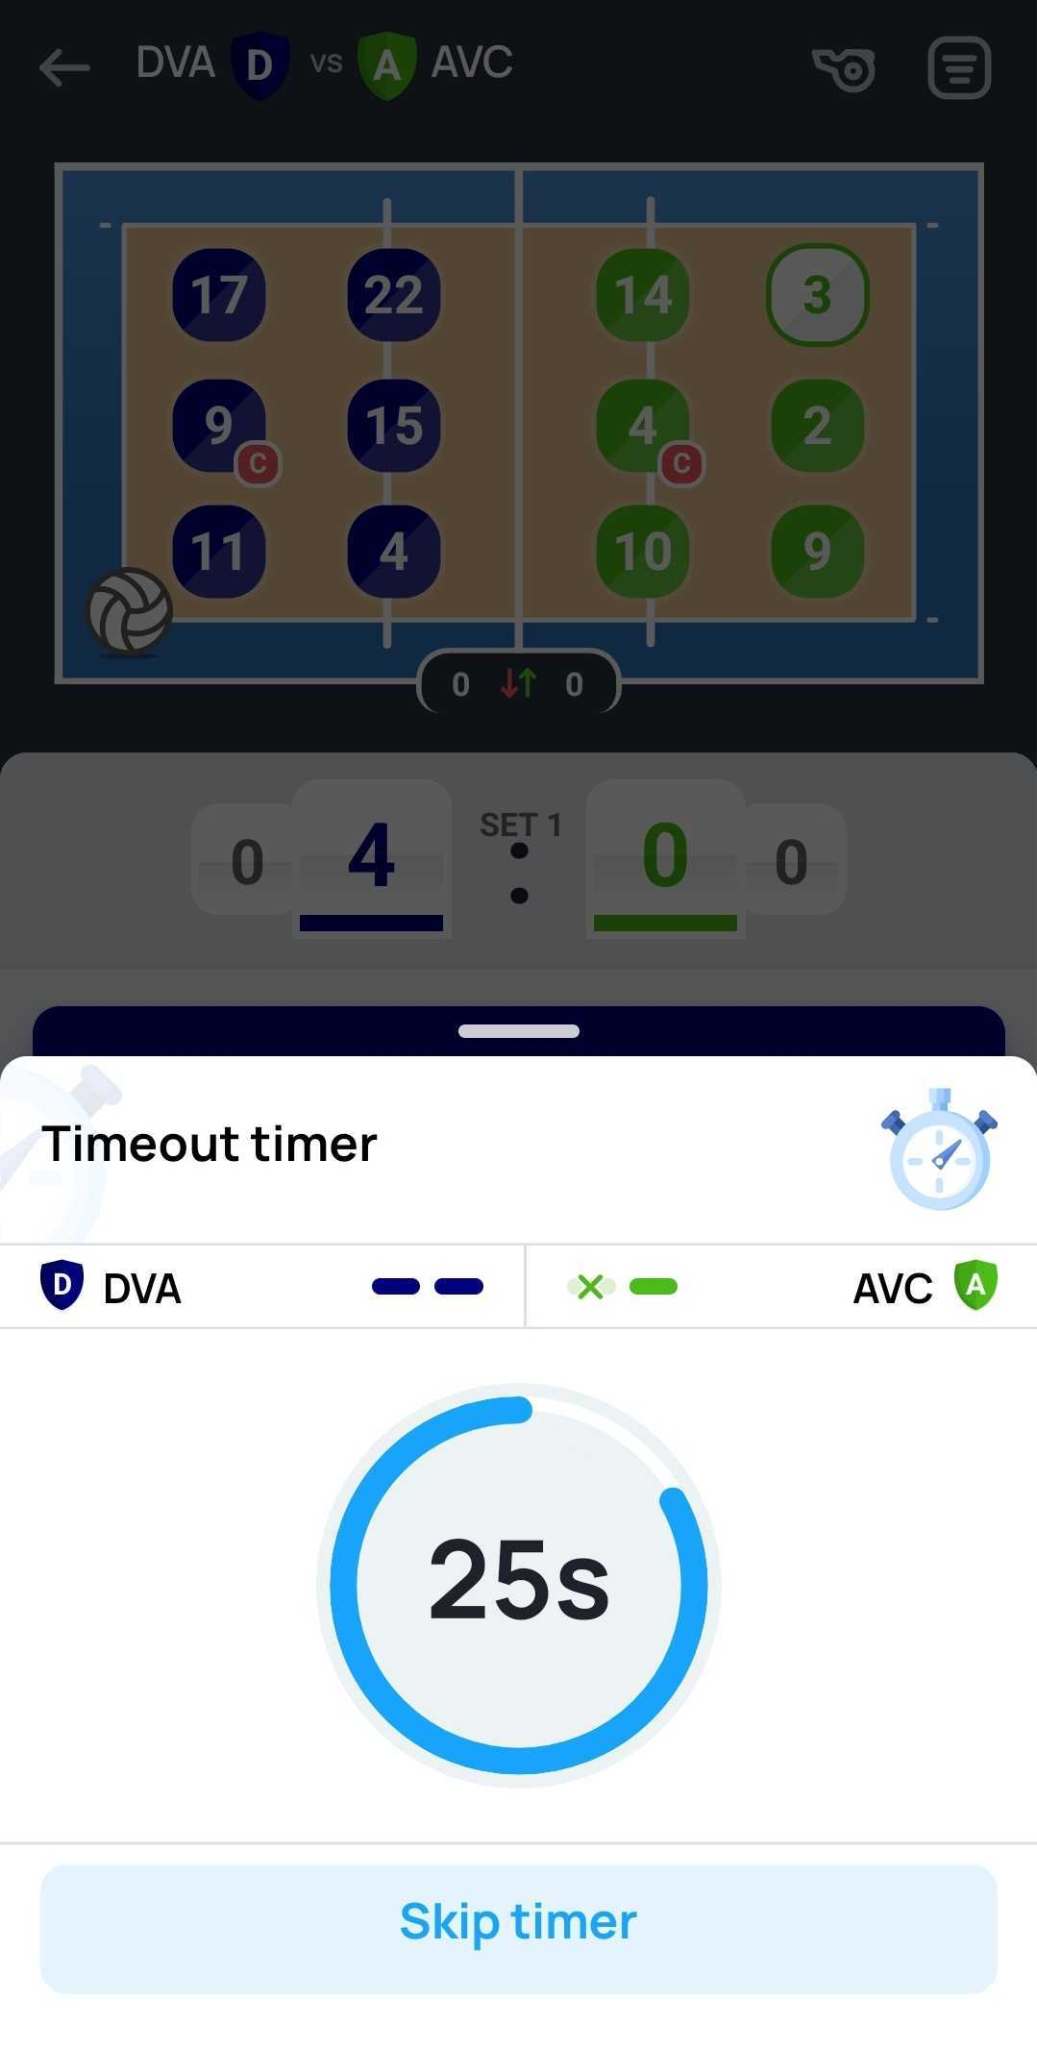 DVA D vs A AVC
17 22 14 3
9 C 15 4 C 2
11 4 10 9
0 0
SET 1
0 4 : 0 0
Timeout timer
D DVA A AVC
25s
Skip timer